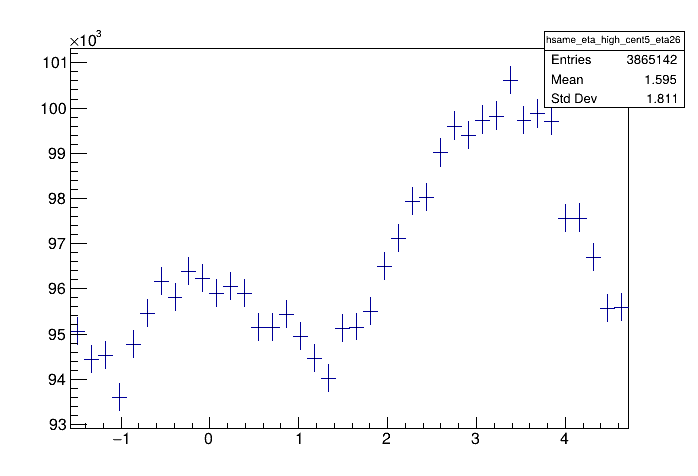 ×10³
hsame_eta_high_cent5_eta26
Entries 3865142
Mean 1.595
Std Dev 1.811
101
100
99
98
97
96
95
94
93
−1 0 1 2 3 4